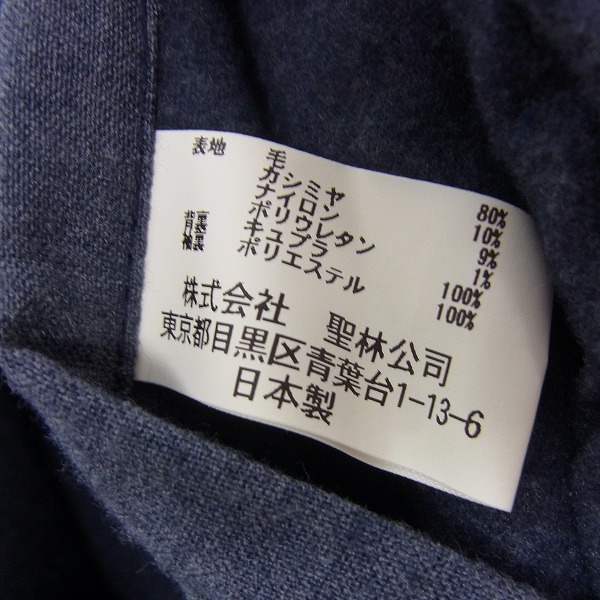 表地 毛 80%
カシミヤ 10%
ナイロン 9%
ポリウレタン 1%
背裏 キュプラ 100%
袖裏 ポリエステル 100%
株式会社 聖林公司
東京都目黒区青葉台1-13-6
日本製